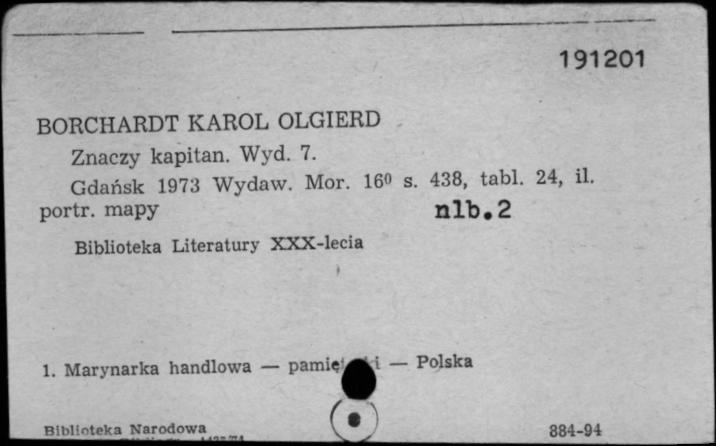 191201
BORCHARDT KAROL OLGIERD
Znaczy kapitan. Wyd. 7.
Gdańsk 1973 Wydaw. Mor. 16⁰ s. 438, tabl. 24, il.
portr. mapy nlb.2
Biblioteka Literatury XXX-lecia
1. Marynarka handlowa — — Polska
Biblioteka Narodowa 884-94